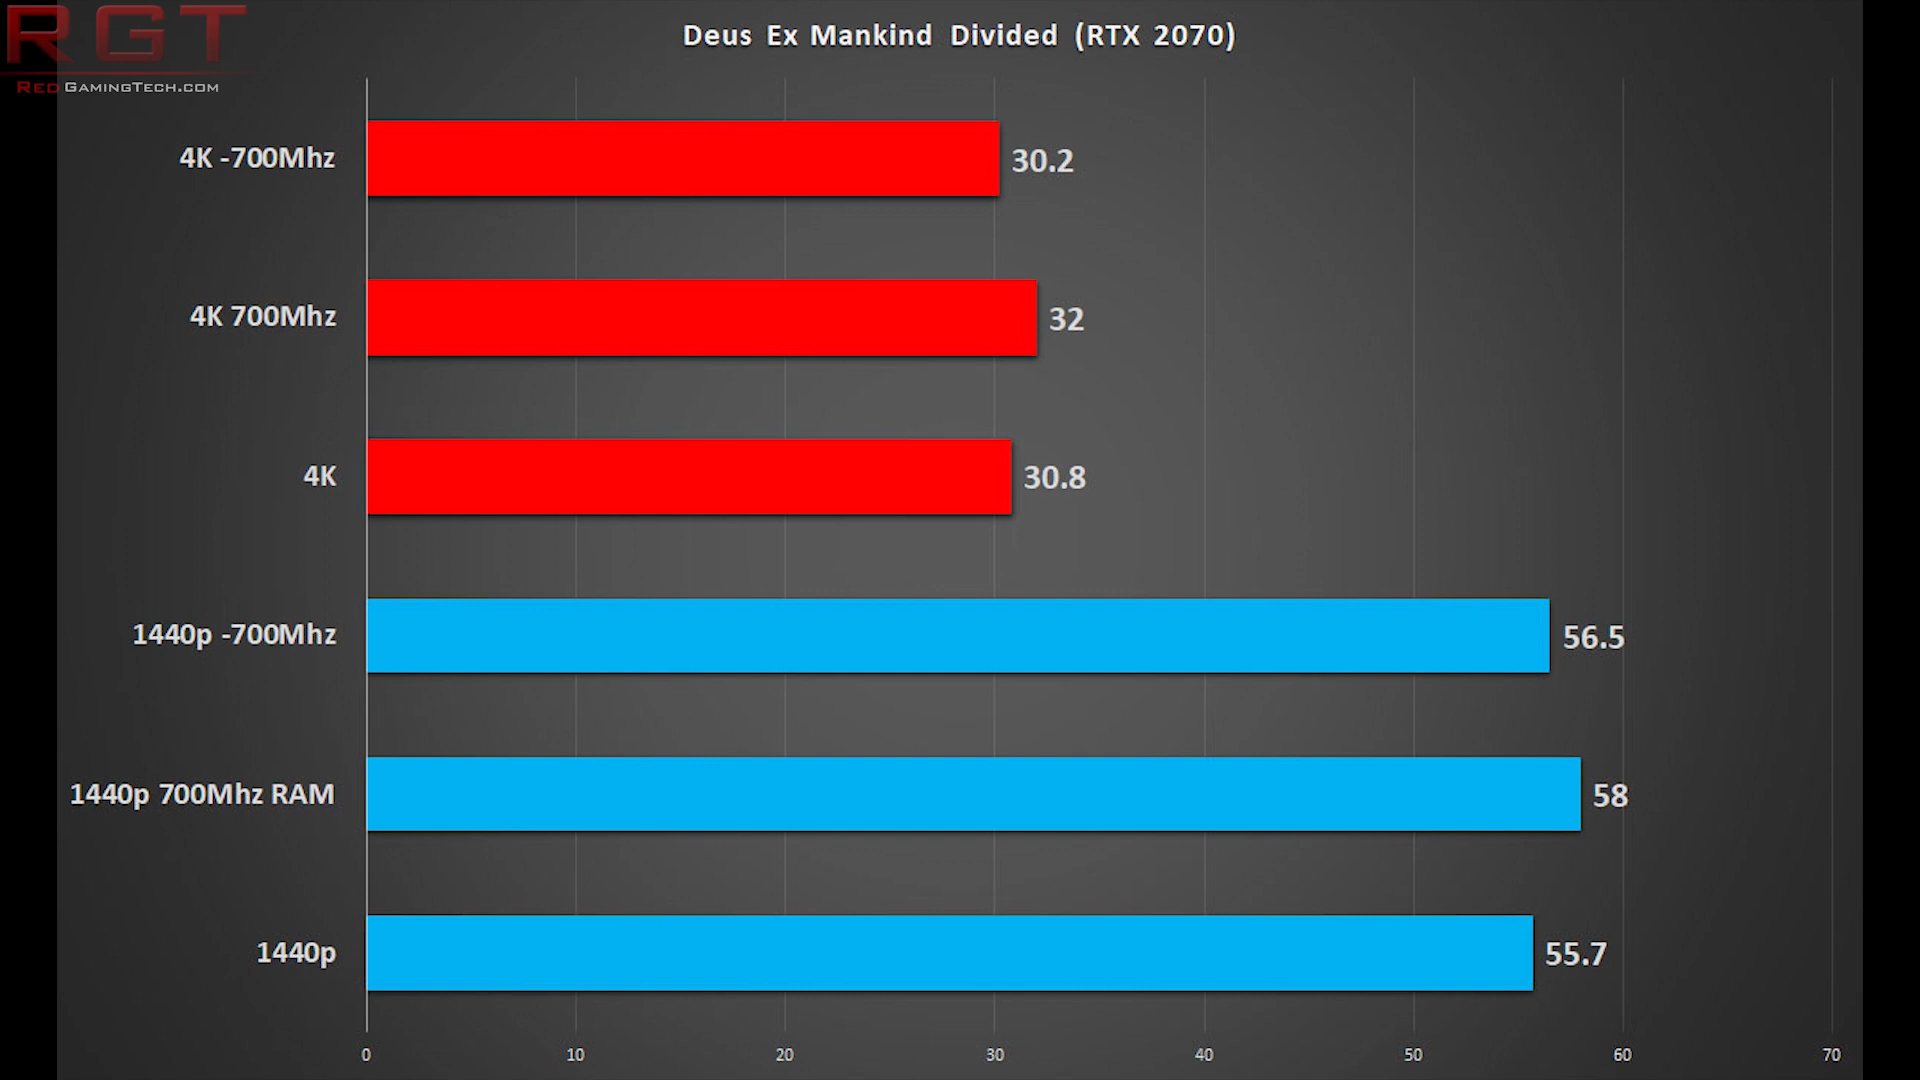 RGT
RedGamingTech.com
Deus Ex Mankind Divided (RTX 2070)
4K -700Mhz
30.2
4K 700Mhz
32
4K
30.8
1440p -700Mhz
56.5
1440p 700Mhz RAM
58
1440p
55.7
0 10 20 30 40 50 60 70